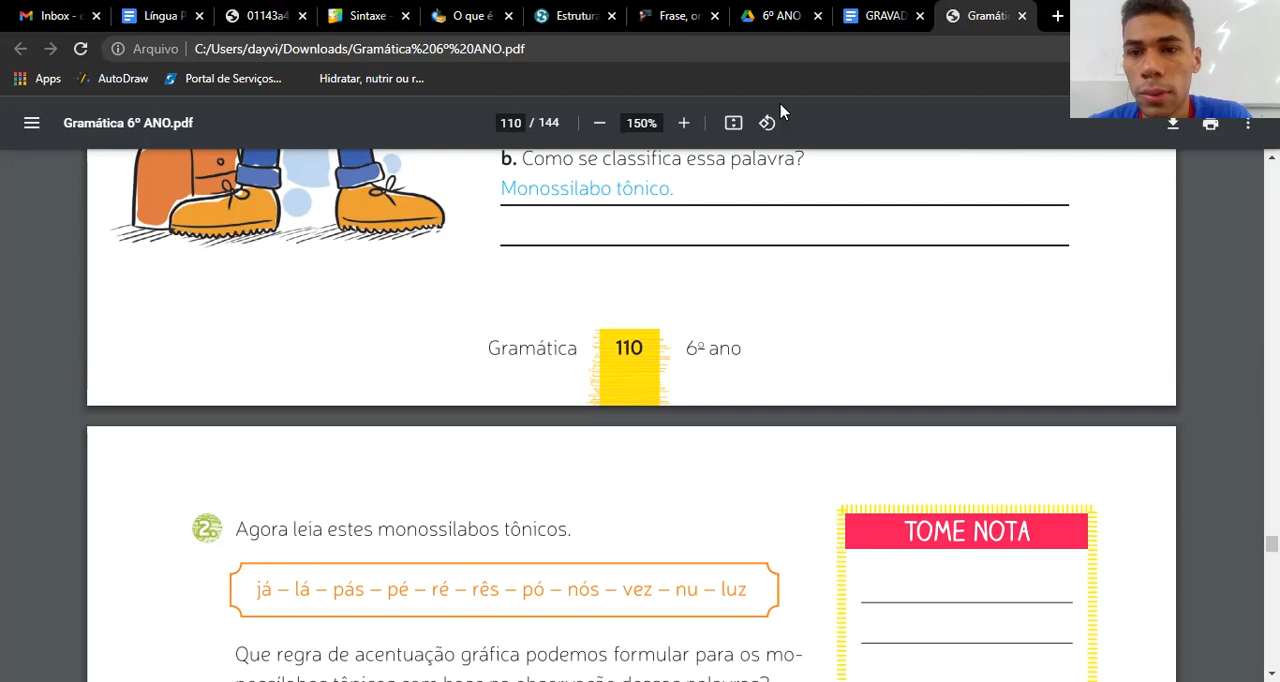 Inbox - c
Língua P
01143a4
Sintaxe -
O que é
Estrutura
Frase, or
6º ANO
GRAVAD
Gramáti
Arquivo
C:/Users/dayvi/Downloads/Gramática%206º%20ANO.pdf
Apps
AutoDraw
Portal de Serviços...
Hidratar, nutrir ou r...
Gramática 6º ANO.pdf
110 / 144
150%
b. Como se classifica essa palavra?
Monossílabo tônico.
Gramática 110 6º ano
2. Agora leia estes monossílabos tônicos.
TOME NOTA
já – lá – pás – pé – ré – rês – pó – nós – vez – nu – luz
Que regra de acentuação gráfica podemos formular para os mo-